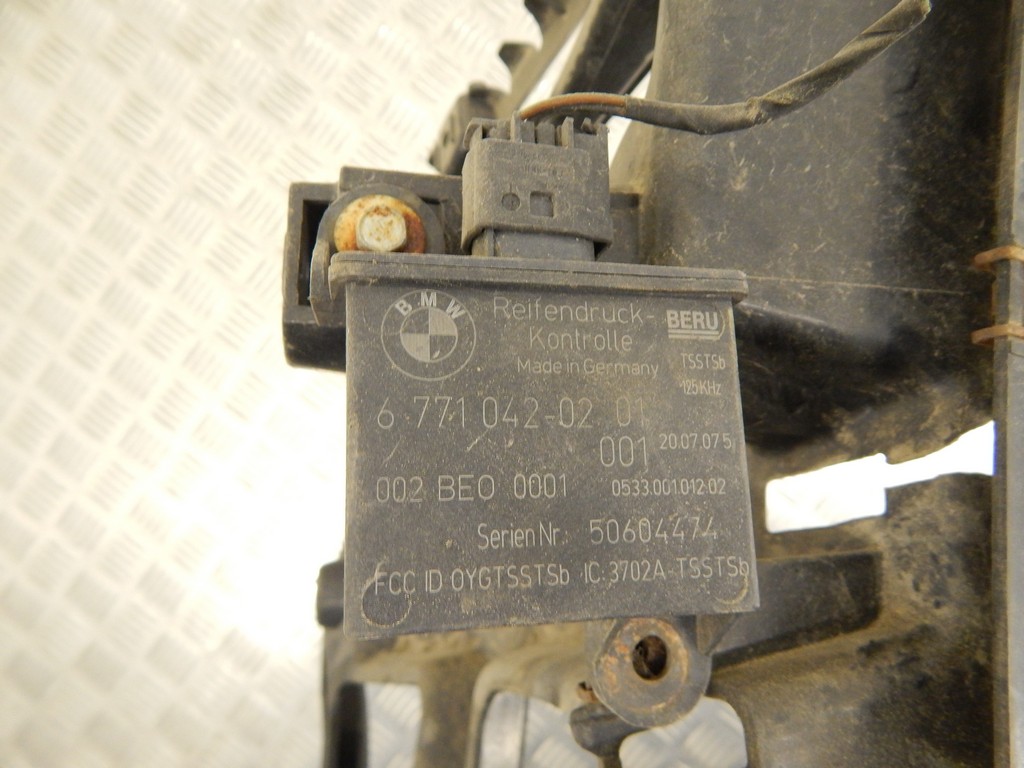 BMW
Reifendruck-
Kontrolle
BERU
Made in Germany
TSSTSb
125KHz
6 771 042-02 01
001 20.07.07 5
002 BE0 0001 0533.001.012.02
Serien Nr.: 50604474
FCC ID OYGTSSTSb IC: 3702A-TSSTSb